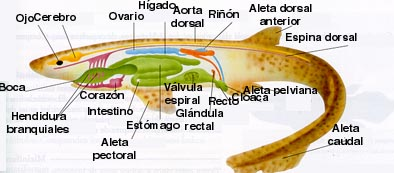 Ojo
Cerebro
Ovario
Hígado
Aorta
dorsal
Riñón
Aleta dorsal
anterior
Espina dorsal
Boca
Hendidura
branquiales
Corazón
Intestino
Aleta
pectoral
Estómago
Válvula
espiral
Glándula
rectal
Recto
Cloaca
Aleta pelviana
Aleta
caudal